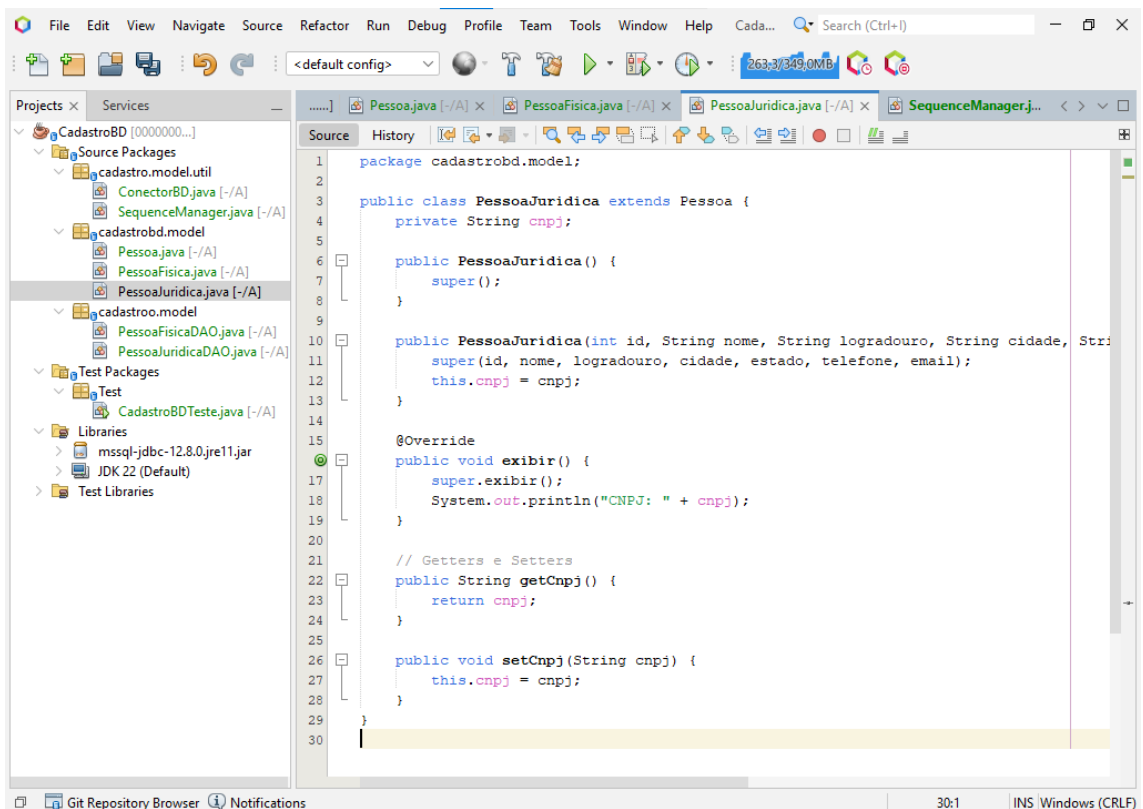 File Edit View Navigate Source Refactor Run Debug Profile Team Tools Window Help Cada... Search (Ctrl+I)
<default config> 263,3/349,0MB
Projects Services
CadastroBD [0000000...]
Source Packages
cadastro.model.util
ConectorBD.java [-/A]
SequenceManager.java [-/A]
cadastrobd.model
Pessoa.java [-/A]
PessoaFisica.java [-/A]
PessoaJuridica.java [-/A]
cadastroo.model
PessoaFisicaDAO.java [-/A]
PessoaJuridicaDAO.java [-/A]
Test Packages
Test
CadastroBDTeste.java [-/A]
Libraries
mssql-jdbc-12.8.0.jre11.jar
JDK 22 (Default)
Test Libraries
.....] Pessoa.java [-/A] PessoaFisica.java [-/A] PessoaJuridica.java [-/A] SequenceManager.j...
Source History
1 package cadastrobd.model;
2
3 public class PessoaJuridica extends Pessoa {
4 private String cnpj;
5
6 public PessoaJuridica() {
7 super();
8 }
9
10 public PessoaJuridica(int id, String nome, String logradouro, String cidade, Stri
11 super(id, nome, logradouro, cidade, estado, telefone, email);
12 this.cnpj = cnpj;
13 }
14
15 @Override
public void exibir() {
17 super.exibir();
18 System.out.println("CNPJ: " + cnpj);
19 }
20
21 // Getters e Setters
22 public String getCnpj() {
23 return cnpj;
24 }
25
26 public void setCnpj(String cnpj) {
27 this.cnpj = cnpj;
28 }
29 }
30
Git Repository Browser Notifications 30:1 INS Windows (CRLF)